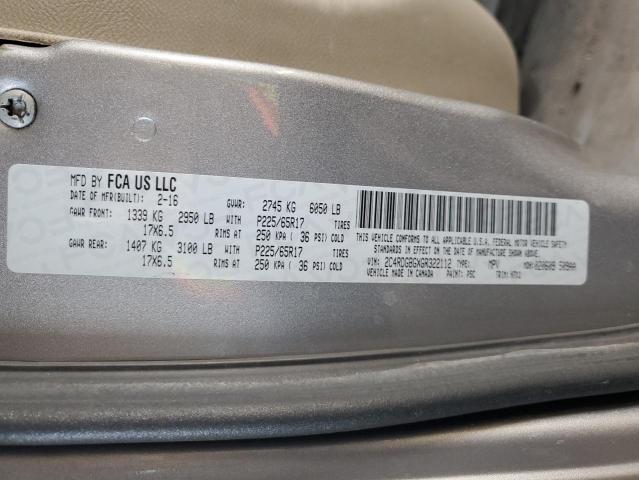 MFD BY FCA US LLC
DATE OF MFR(BUILT): 2-16 GVWR: 2745 KG 6050 LB
GAWR FRONT: 1339 KG 2950 LB WITH P225/65R17 TIRES
17X6.5 RIMS AT 250 KPA ( 36 PSI) COLD
GAWR REAR: 1407 KG 3100 LB WITH P225/65R17 TIRES
17X6.5 RIMS AT 250 KPA ( 36 PSI) COLD
THIS VEHICLE CONFORMS TO ALL APPLICABLE U.S.A. FEDERAL MOTOR VEHICLE SAFETY
STANDARDS IN EFFECT ON THE DATE OF MANUFACTURE SHOWN ABOVE.
VIN: 2C4RDGBGXGR322112 TYPE: MPV MDH:
VEHICLE MADE IN CANADA PAINT: PSC TRIM: